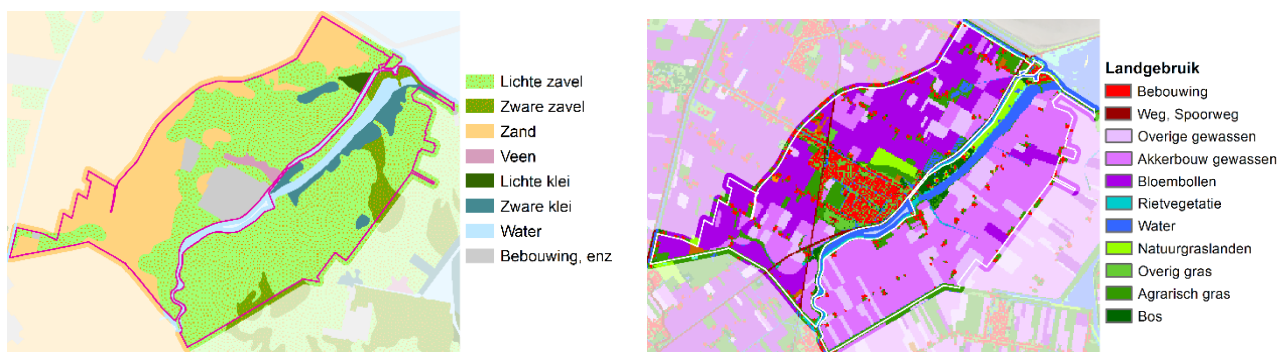 Lichte zavel
Zware zavel
Zand
Veen
Lichte klei
Zware klei
Water
Bebouwing, enz
Landgebruik
Bebouwing
Weg, Spoorweg
Overige gewassen
Akkerbouw gewassen
Bloembollen
Rietvegetatie
Water
Natuurgraslanden
Overig gras
Agrarisch gras
Bos